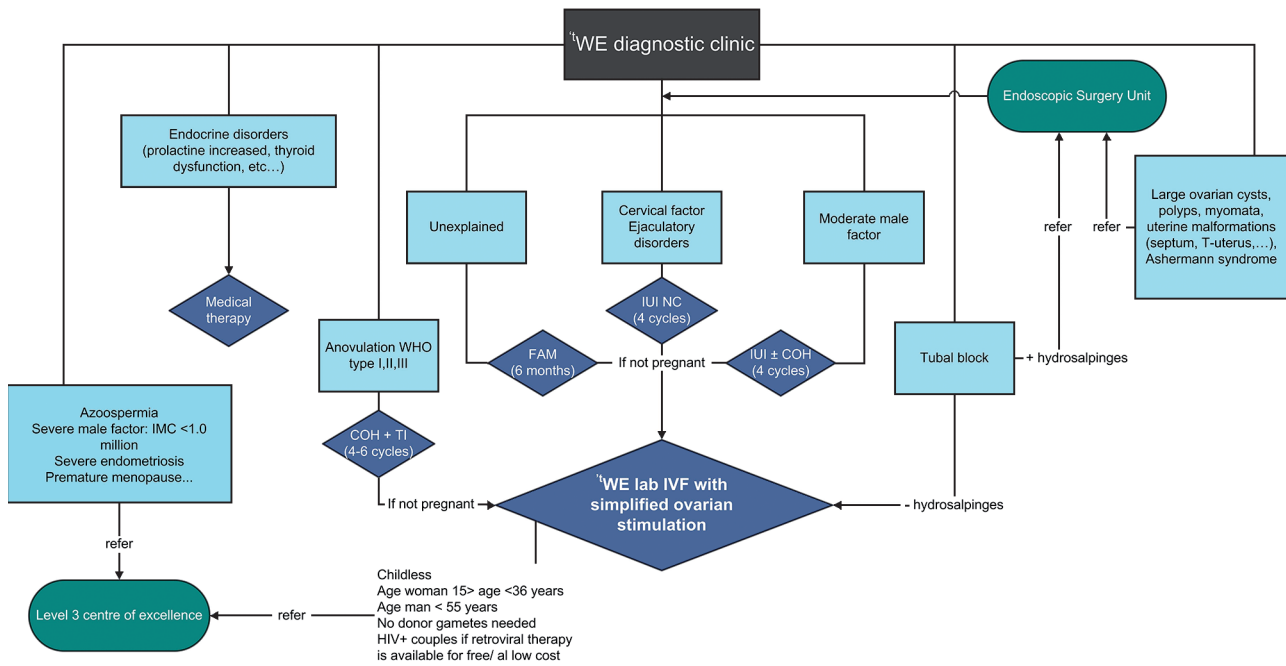 ʻᵗWE diagnostic clinic
Endoscopic Surgery Unit
Endocrine disorders
(prolactine increased, thyroid
dysfunction, etc…)
Unexplained
Cervical factor
Ejaculatory
disorders
Moderate male
factor
refer
refer
Large ovarian cysts,
polyps, myomata,
uterine malformations
(septum, T-uterus,…),
Ashermann syndrome
Medical
therapy
IUI NC
(4 cycles)
Anovulation WHO
type I,II,III
FAM
(6 months)
If not pregnant
IUI ± COH
(4 cycles)
Tubal block
+ hydrosalpinges
Azoospermia
Severe male factor: IMC <1.0
million
Severe endometriosis
Premature menopause...
COH + TI
(4-6 cycles)
If not pregnant
ʻᵗWE lab IVF with
simplified ovarian
stimulation
- hydrosalpinges
refer
Level 3 centre of excellence
refer
Childless
Age woman 15> age <36 years
Age man < 55 years
No donor gametes needed
HIV+ couples if retroviral therapy
is available for free/ al low cost